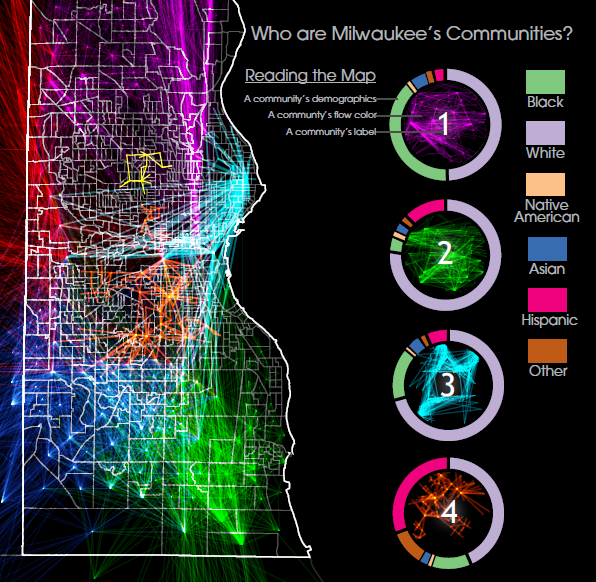 Who are Milwaukee's Communities?
Reading the Map
A community's demographics
A communty's flow color
A community's label
1
2
3
4
Black
White
Native
American
Asian
Hispanic
Other